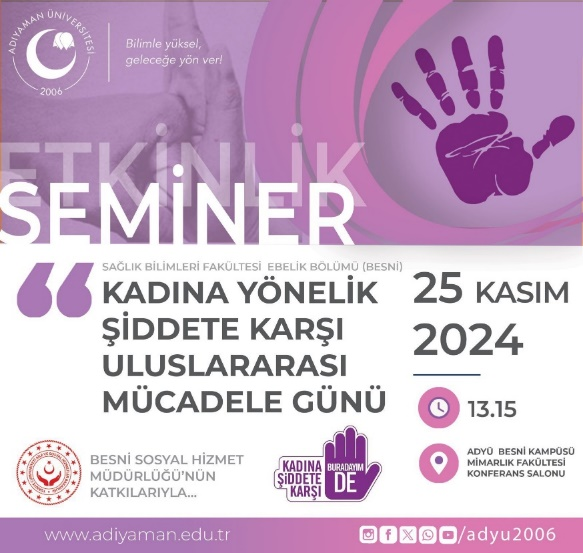 ADIYAMAN ÜNİVERSİTESİ
2006
Bilimle yüksel,
geleceğe yön ver!
ETKİNLİK
SEMİNER
SAĞLIK BİLİMLERİ FAKÜLTESİ EBELİK BÖLÜMÜ (BESNİ)
KADINA YÖNELİK
ŞİDDETE KARŞI
ULUSLARARASI
MÜCADELE GÜNÜ
25 KASIM
2024
13.15
ADYÜ BESNİ KAMPÜSÜ
MİMARLIK FAKÜLTESİ
KONFERANS SALONU
BESNİ SOSYAL HİZMET
MÜDÜRLÜĞÜ'NÜN
KATKILARIYLA...
KADINA
ŞİDDETE
KARŞI
BURADAYIM
DE
www.adiyaman.edu.tr
/adyu2006